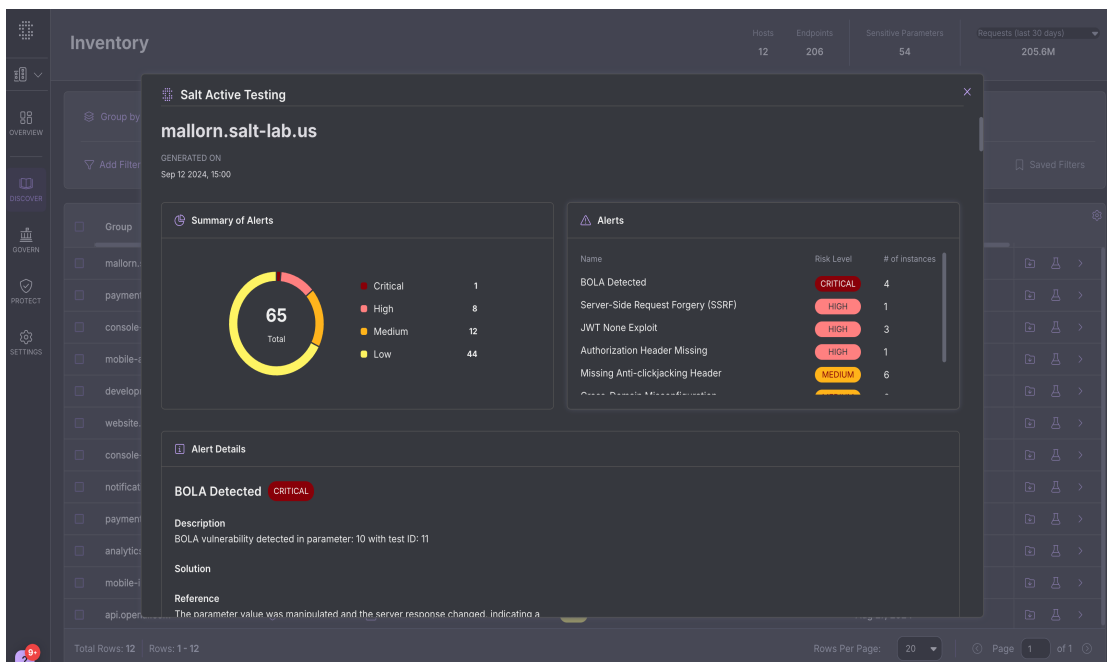 Inventory
Hosts
12
Endpoints
206
Sensitive Parameters
54
Requests (last 30 days)
205.6M
OVERVIEW
DISCOVER
GOVERN
PROTECT
SETTINGS
9+
Group by
Add Filter
Saved Filters
Group
mallorn.
payment
console-
mobile-a
develop
website.
console-
notificat
payment
analytics
mobile-i
api.open
Salt Active Testing
mallorn.salt-lab.us
GENERATED ON
Sep 12 2024, 15:00
Summary of Alerts
65
Total
Critical 1
High 8
Medium 12
Low 44
Alerts
Name Risk Level # of instances
BOLA Detected CRITICAL 4
Server-Side Request Forgery (SSRF) HIGH 1
JWT None Exploit HIGH 3
Authorization Header Missing HIGH 1
Missing Anti-clickjacking Header MEDIUM 6
Cross-Domain Misconfiguration
Alert Details
BOLA Detected CRITICAL
Description
BOLA vulnerability detected in parameter: 10 with test ID: 11
Solution
Reference
The parameter value was manipulated and the server response changed, indicating a
Total Rows: 12 Rows: 1 - 12
Rows Per Page: 20
Page 1 of 1